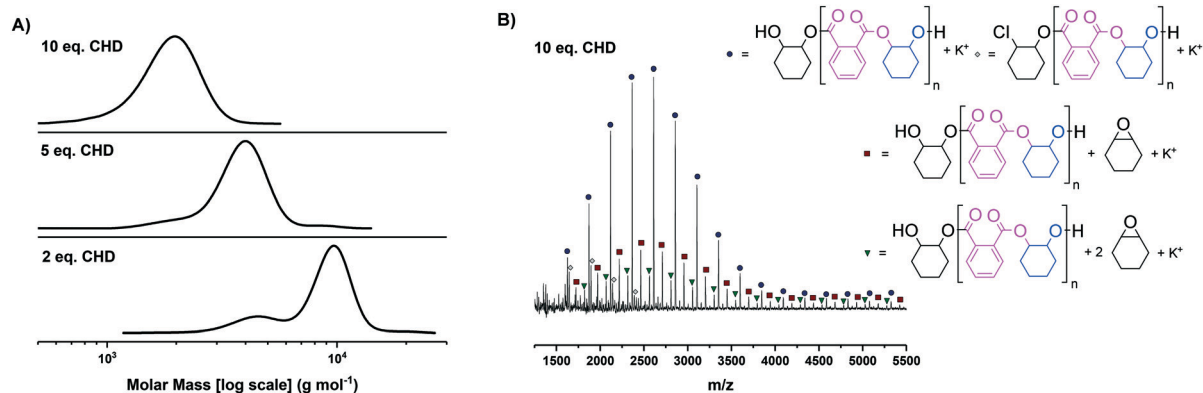 A)
10 eq. CHD
5 eq. CHD
2 eq. CHD
10³
10⁴
Molar Mass [log scale] (g mol⁻¹)
B)
10 eq. CHD
= HO O O O O O H n + K⁺
= Cl O O O O O H n + K⁺
= HO O O O O O H n + O + K⁺
= HO O O O O O H n + 2 O + K⁺
1500 2000 2500 3000 3500 4000 4500 5000 5500
m/z